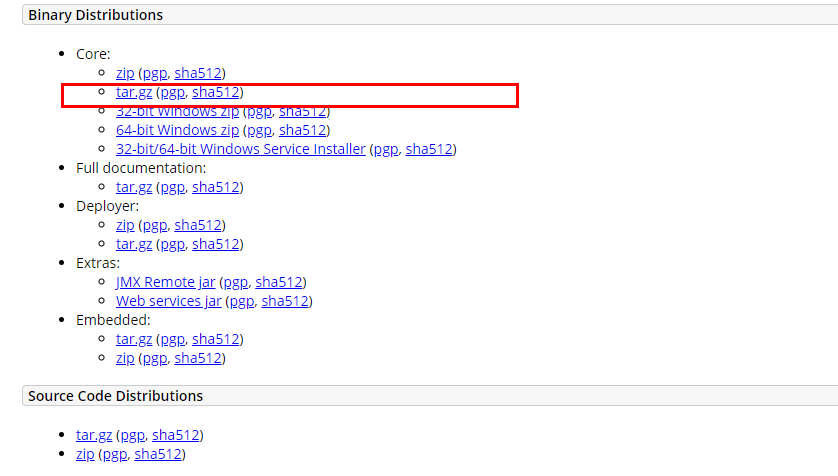 Binary Distributions
Core:
zip (pgp, sha512)
tar.gz (pgp, sha512)
32-bit Windows zip (pgp, sha512)
64-bit Windows zip (pgp, sha512)
32-bit/64-bit Windows Service Installer (pgp, sha512)
Full documentation:
tar.gz (pgp, sha512)
Deployer:
zip (pgp, sha512)
tar.gz (pgp, sha512)
Extras:
JMX Remote jar (pgp, sha512)
Web services jar (pgp, sha512)
Embedded:
tar.gz (pgp, sha512)
zip (pgp, sha512)
Source Code Distributions
tar.gz (pgp, sha512)
zip (pgp, sha512)